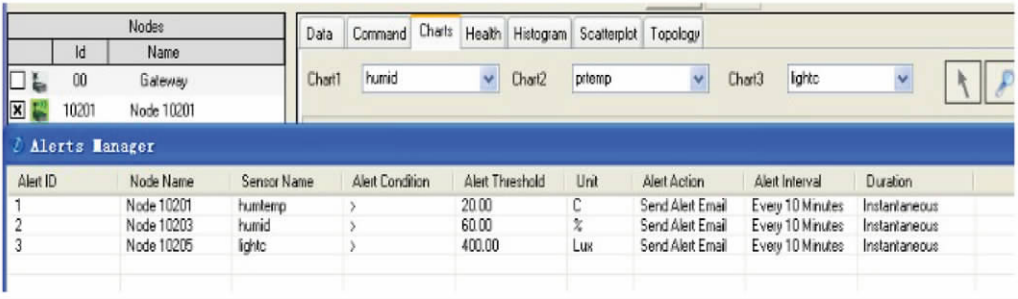 Nodes
Id Name
00 Gateway
10201 Node 10201
Data Command Charts Health Histogram Scatterplot Topology
Chart1 humid Chart2 prtemp Chart3 lightc
Alerts Manager
Alert ID Node Name Sensor Name Alert Condition Alert Threshold Unit Alert Action Alert Interval Duration
1 Node 10201 humtemp > 20.00 C Send Alert Email Every 10 Minutes Instantaneous
2 Node 10203 humid > 60.00 % Send Alert Email Every 10 Minutes Instantaneous
3 Node 10205 lightc > 400.00 Lux Send Alert Email Every 10 Minutes Instantaneous